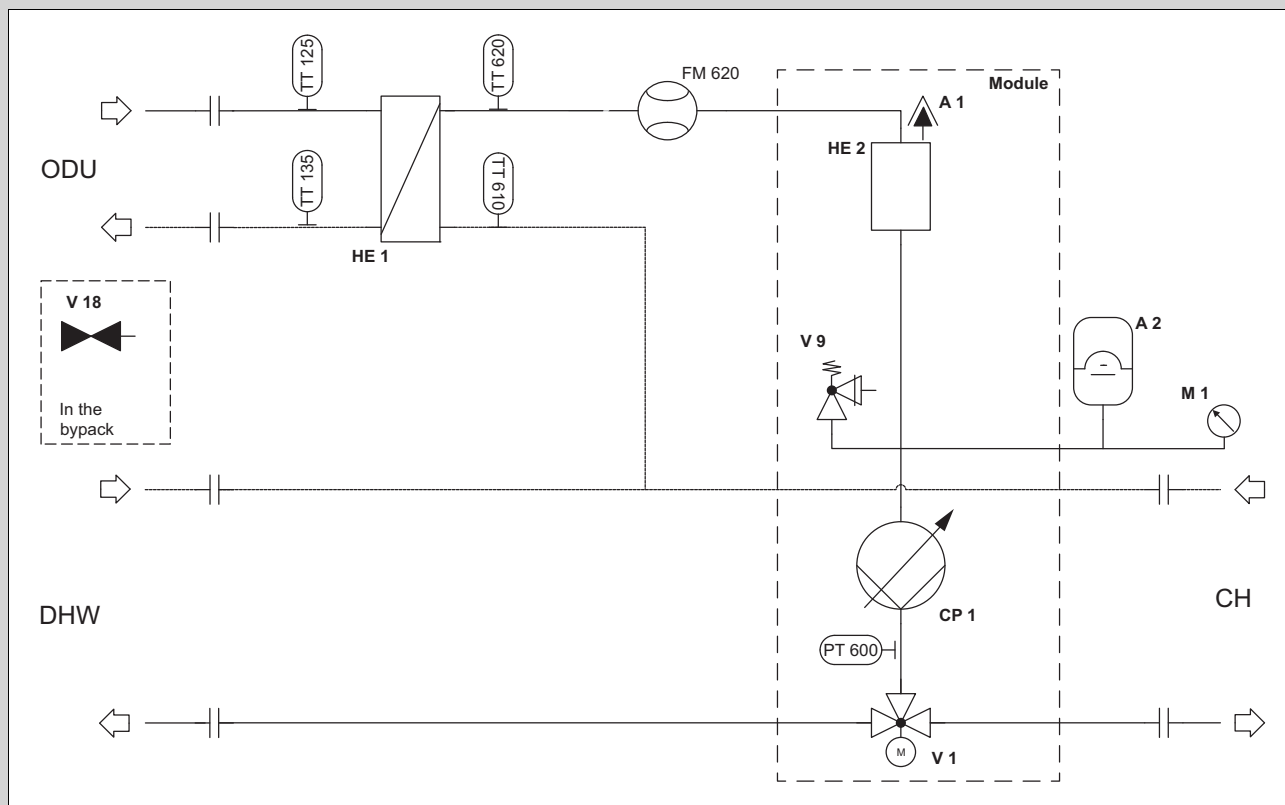 TT 125
TT 620
FM 620
Module
A 1
HE 2
ODU
TT 135
TT 610
HE 1
V 18
In the
bypack
V 9
A 2
M 1
DHW
CP 1
CH
PT 600
M
V 1